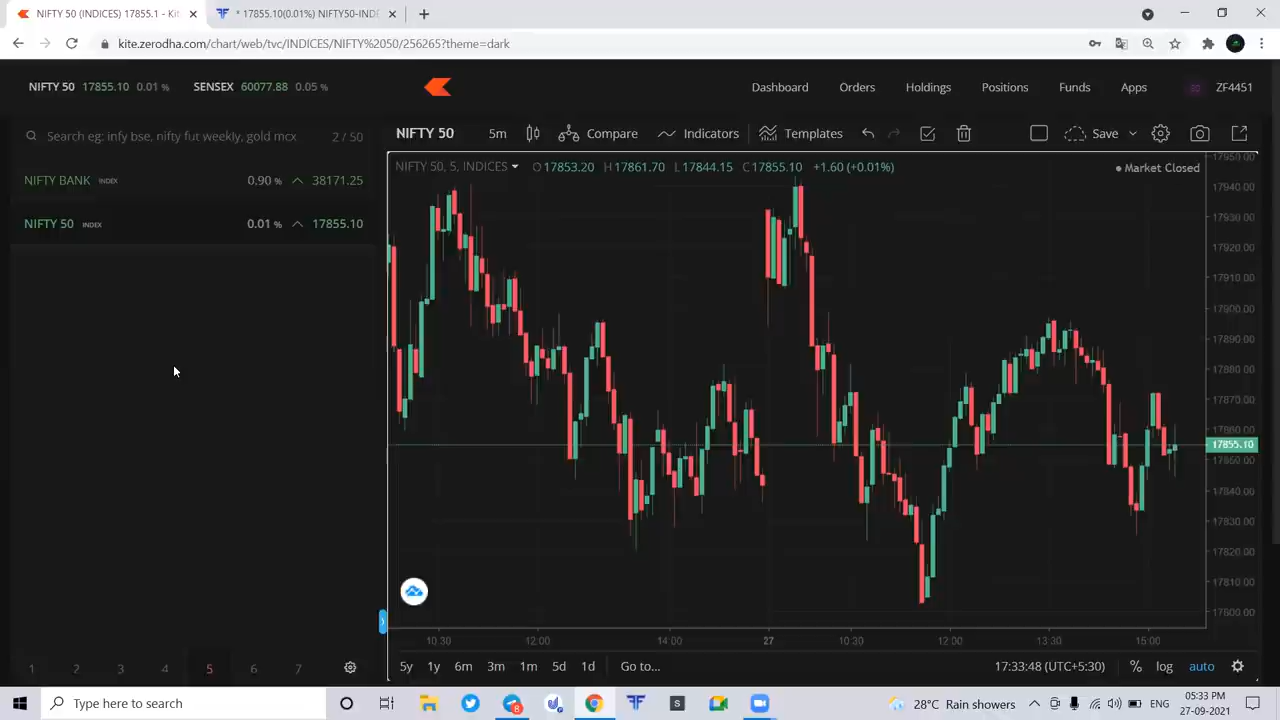 NIFTY 50 (INDICES) 17855.1 - Kit
* 17855.10(0.01%) NIFTY50-INDE
kite.zerodha.com/chart/web/tvc/INDICES/NIFTY%2050/256265?theme=dark
NIFTY 50 17855.10 0.01 % SENSEX 60077.88 0.05 %
Dashboard Orders Holdings Positions Funds Apps ZF4451
Search eg: infy bse, nifty fut weekly, gold mcx 2 / 50
NIFTY 50 5m Compare Indicators Templates Save
NIFTY 50, 5, INDICES O17853.20 H17861.70 L17844.15 C17855.10 +1.60 (+0.01%)
Market Closed
NIFTY BANK INDEX 0.90 % 38171.25
NIFTY 50 INDEX 0.01 % 17855.10
17950.00
17940.00
17930.00
17920.00
17910.00
17900.00
17890.00
17880.00
17870.00
17860.00
17855.10
17850.00
17840.00
17830.00
17820.00
17810.00
17800.00
10:30 12:00 14:00 27 10:30 12:00 13:30 15:00
1 2 3 4 5 6 7
5y 1y 6m 3m 1m 5d 1d Go to... 17:33:48 (UTC+5:30) % log auto
Type here to search
8
S
28°C Rain showers
ENG
05:33 PM
27-09-2021